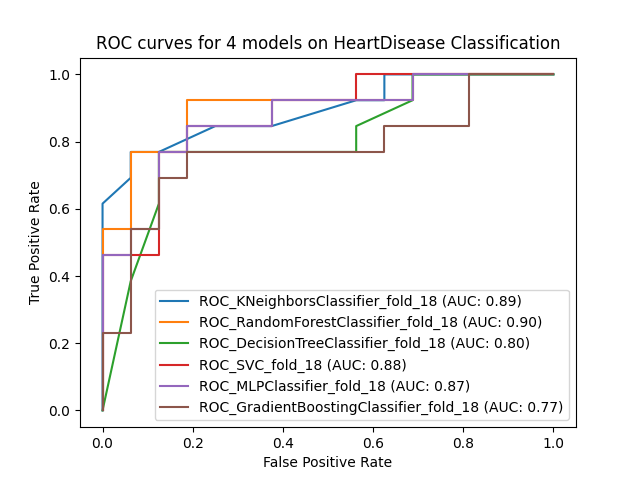 ROC curves for 4 models on HeartDisease Classification
True Positive Rate
1.0
0.8
0.6
0.4
0.2
0.0
ROC_KNeighborsClassifier_fold_18 (AUC: 0.89)
ROC_RandomForestClassifier_fold_18 (AUC: 0.90)
ROC_DecisionTreeClassifier_fold_18 (AUC: 0.80)
ROC_SVC_fold_18 (AUC: 0.88)
ROC_MLPClassifier_fold_18 (AUC: 0.87)
ROC_GradientBoostingClassifier_fold_18 (AUC: 0.77)
0.0 0.2 0.4 0.6 0.8 1.0
False Positive Rate